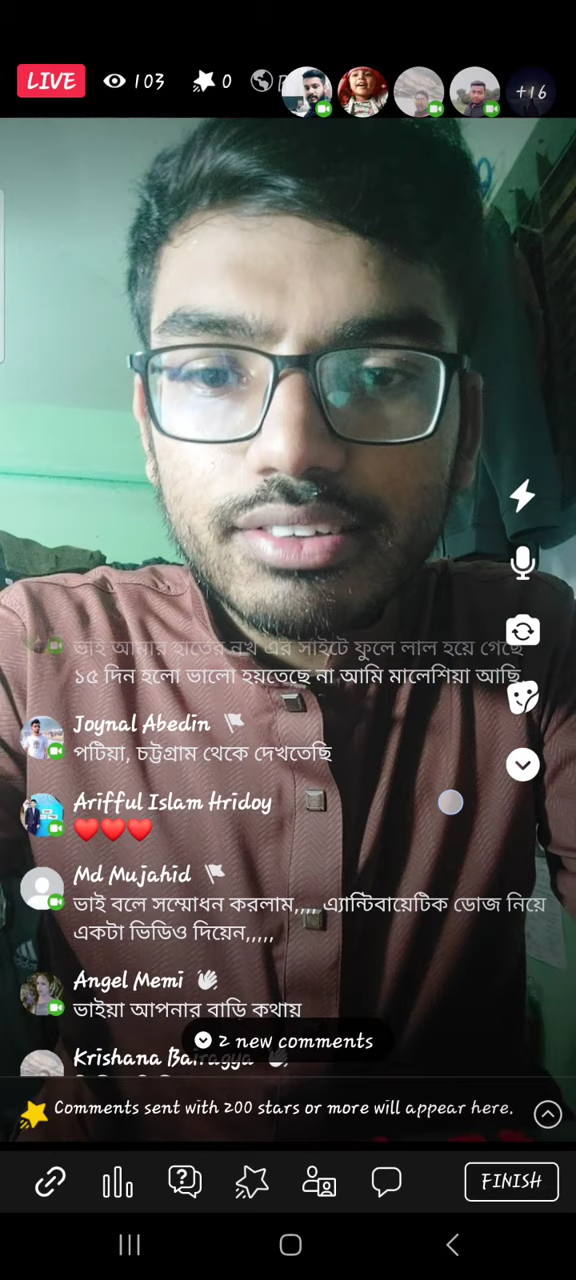 LIVE
103
0
+16
ভাই আমার হাতের নখ এর সাইটে ফুলে লাল হয়ে গেছে
১৫ দিন হলো ভালো হয়তেছে না আমি মালেশিয়া আছি
Joynal Abedin
পটিয়া, চট্টগ্রাম থেকে দেখতেছি
Arifful Islam Hridoy
❤️❤️❤️
Md Mujahid
ভাই বলে সম্মোধন করলাম,,,, এ্যান্টিবায়েটিক ডোজ নিয়ে
একটা ভিডিও দিয়েন,,,,,
Angel Memi
ভাইয়া আপনার বাডি কথায়
2 new comments
Krishana Bairagya
Comments sent with 200 stars or more will appear here.
FINISH